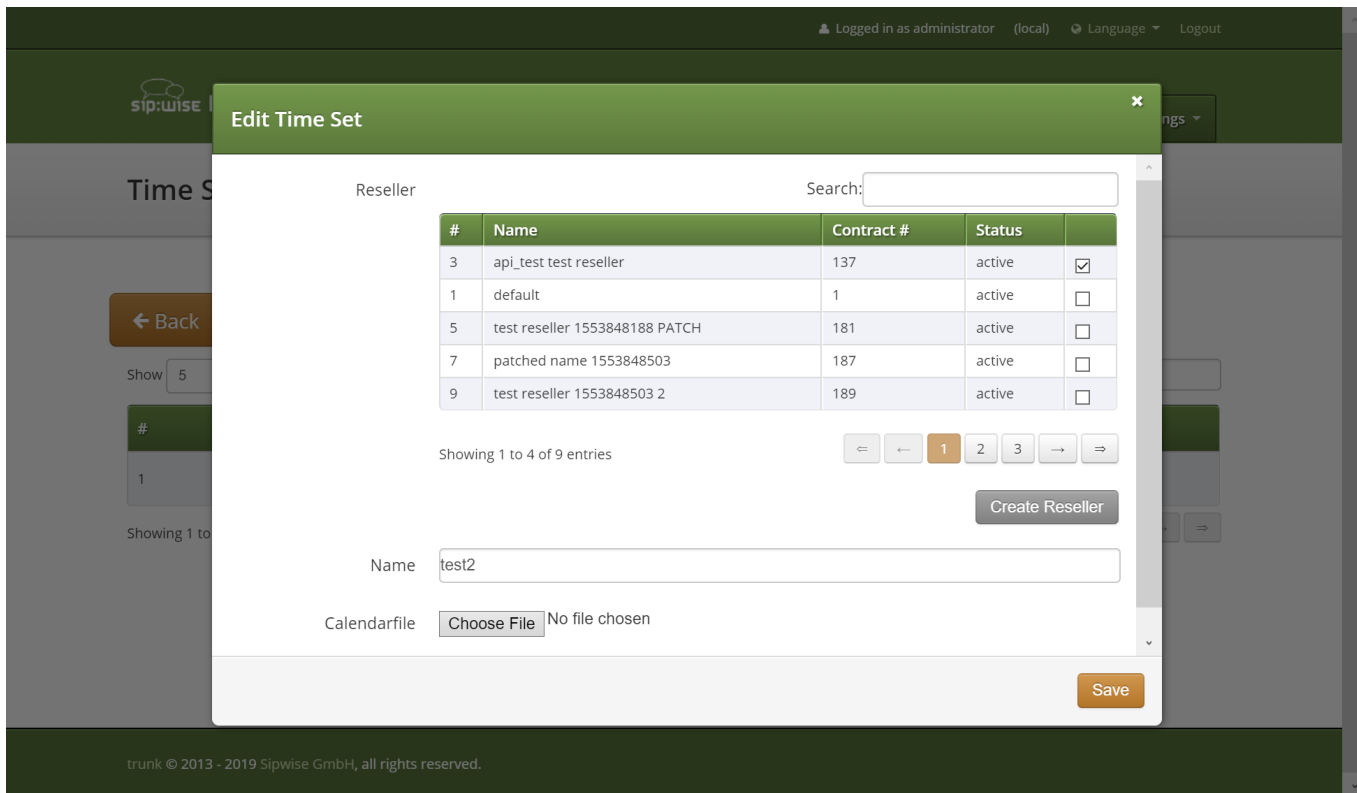 Logged in as administrator (local) Language Logout
sip:wise
ngs
Edit Time Set ×
Time S
Reseller Search:
# Name Contract # Status
3 api_test test reseller 137 active
1 default 1 active
5 test reseller 1553848188 PATCH 181 active
7 patched name 1553848503 187 active
9 test reseller 1553848503 2 189 active
← Back
Show 5
#
1
Showing 1 to
Showing 1 to 4 of 9 entries ⇐ ← 1 2 3 → ⇒
Create Reseller
⇒
Name test2
Calendarfile Choose File No file chosen
Save
trunk © 2013 - 2019 Sipwise GmbH, all rights reserved.